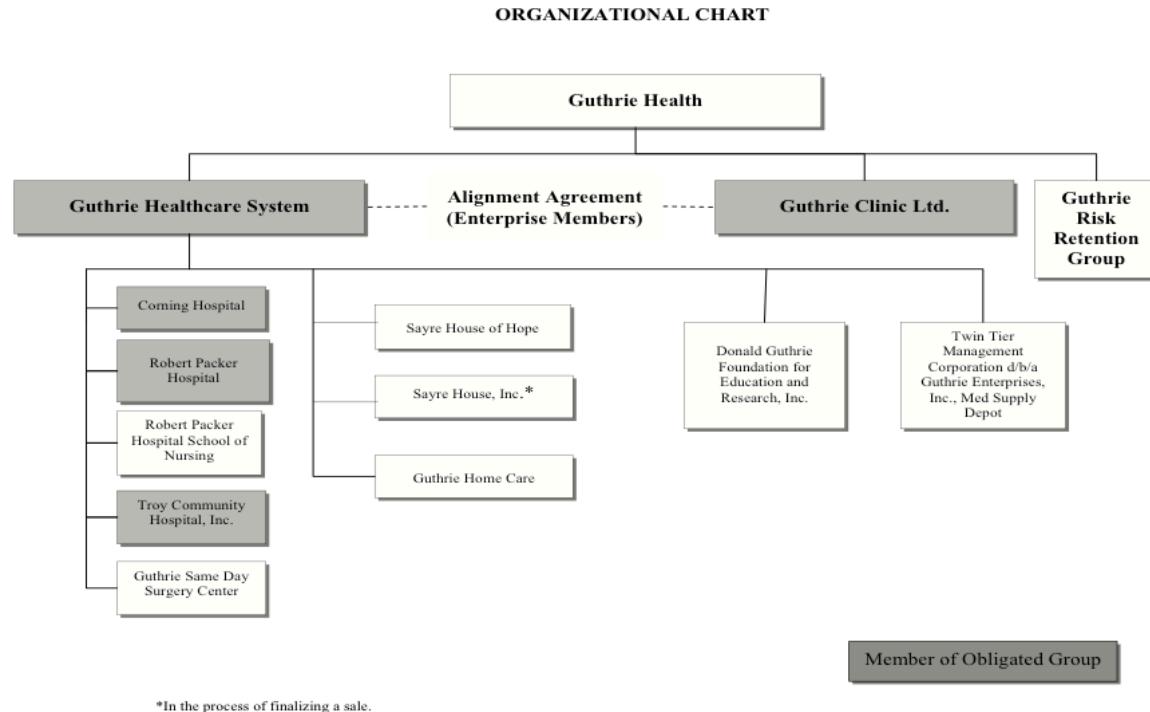 ORGANIZATIONAL CHART
Guthrie Health
Guthrie Healthcare System
Alignment Agreement
(Enterprise Members)
Guthrie Clinic Ltd.
Guthrie
Risk
Retention
Group
Corning Hospital
Robert Packer
Hospital
Robert Packer
Hospital School of
Nursing
Troy Community
Hospital, Inc.
Guthrie Same Day
Surgery Center
Sayre House of Hope
Sayre House, Inc.*
Guthrie Home Care
Donald Guthrie
Foundation for
Education and
Research, Inc.
Twin Tier
Management
Corporation d/b/a
Guthrie Enterprises,
Inc., Med Supply
Depot
Member of Obligated Group
*In the process of finalizing a sale.